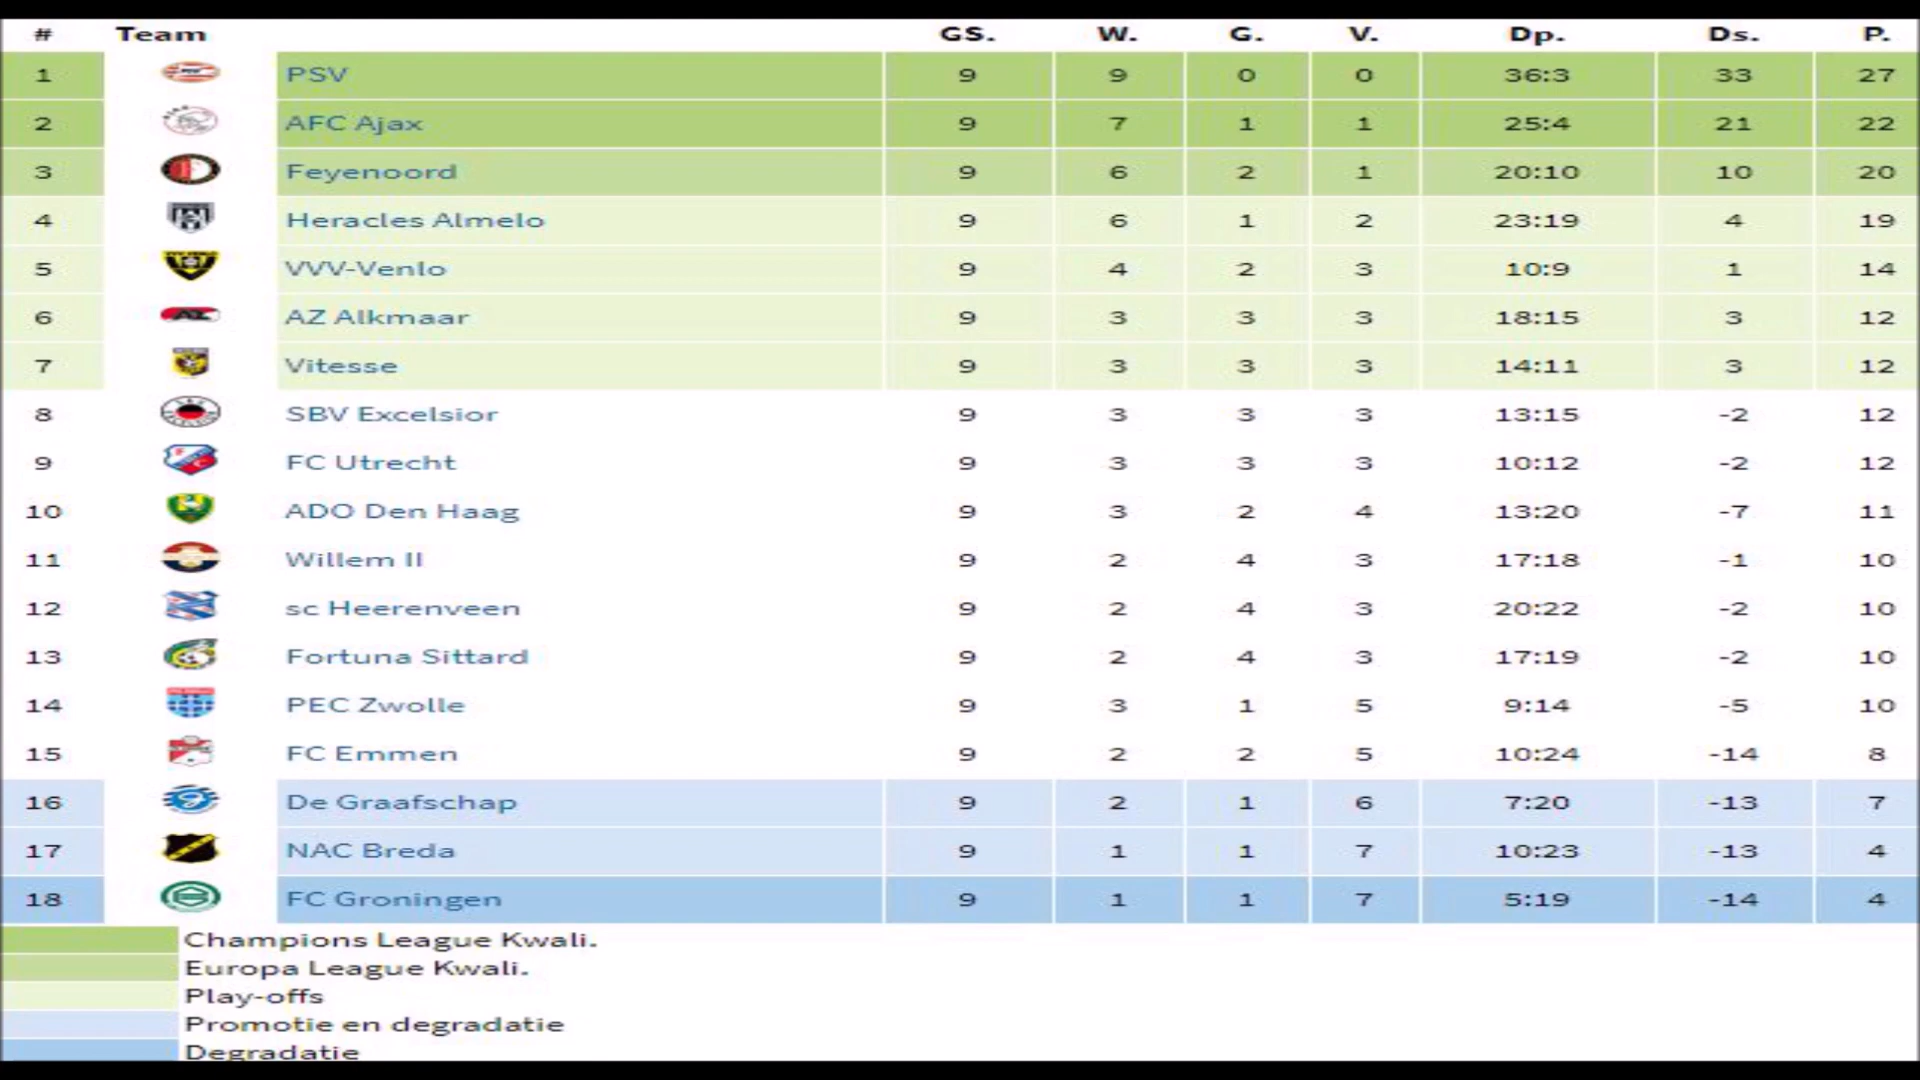 # Team GS. W. G. V. Dp. Ds. P.
1 PSV 9 9 0 0 36:3 33 27
2 AFC Ajax 9 7 1 1 25:4 21 22
3 Feyenoord 9 6 2 1 20:10 10 20
4 Heracles Almelo 9 6 1 2 23:19 4 19
5 VVV-Venlo 9 4 2 3 10:9 1 14
6 AZ Alkmaar 9 3 3 3 18:15 3 12
7 Vitesse 9 3 3 3 14:11 3 12
8 SBV Excelsior 9 3 3 3 13:15 -2 12
9 FC Utrecht 9 3 3 3 10:12 -2 12
10 ADO Den Haag 9 3 2 4 13:20 -7 11
11 Willem II 9 2 4 3 17:18 -1 10
12 sc Heerenveen 9 2 4 3 20:22 -2 10
13 Fortuna Sittard 9 2 4 3 17:19 -2 10
14 PEC Zwolle 9 3 1 5 9:14 -5 10
15 FC Emmen 9 2 2 5 10:24 -14 8
16 De Graafschap 9 2 1 6 7:20 -13 7
17 NAC Breda 9 1 1 7 10:23 -13 4
18 FC Groningen 9 1 1 7 5:19 -14 4
Champions League Kwali.
Europa League Kwali.
Play-offs
Promotie en degradatie
Degradatie